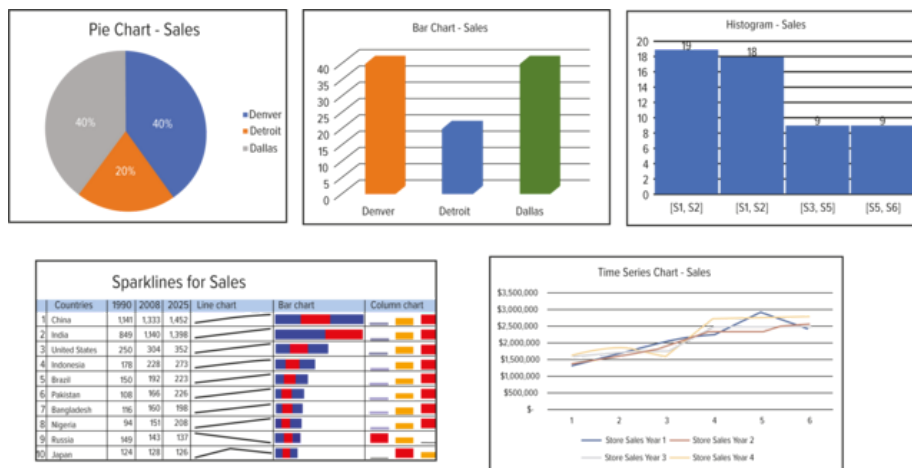 Pie Chart - Sales
40%
40%
20%
Denver
Detroit
Dallas
Bar Chart - Sales
40
35
30
25
20
15
10
5
0
Denver
Detroit
Dallas
Histogram - Sales
20
18
16
14
12
10
8
6
4
2
0
19
18
9
9
[S1, S2]
[S1, S2]
[S3, S5]
[S5, S6]
Sparklines for Sales
Countries 1990 2008 2025 Line chart Bar chart Column chart
1 China 1,141 1,333 1,452
2 India 849 1,140 1,398
3 United States 250 304 352
4 Indonesia 178 228 273
5 Brazil 150 192 223
6 Pakistan 108 166 226
7 Bangladesh 116 160 198
8 Nigeria 94 151 208
9 Russia 149 143 137
10 Japan 124 128 126
Time Series Chart - Sales
$3,500,000
$3,000,000
$2,500,000
$2,000,000
$1,500,000
$1,000,000
$500,000
$-
1 2 3 4 5 6
Store Sales Year 1
Store Sales Year 2
Store Sales Year 3
Store Sales Year 4